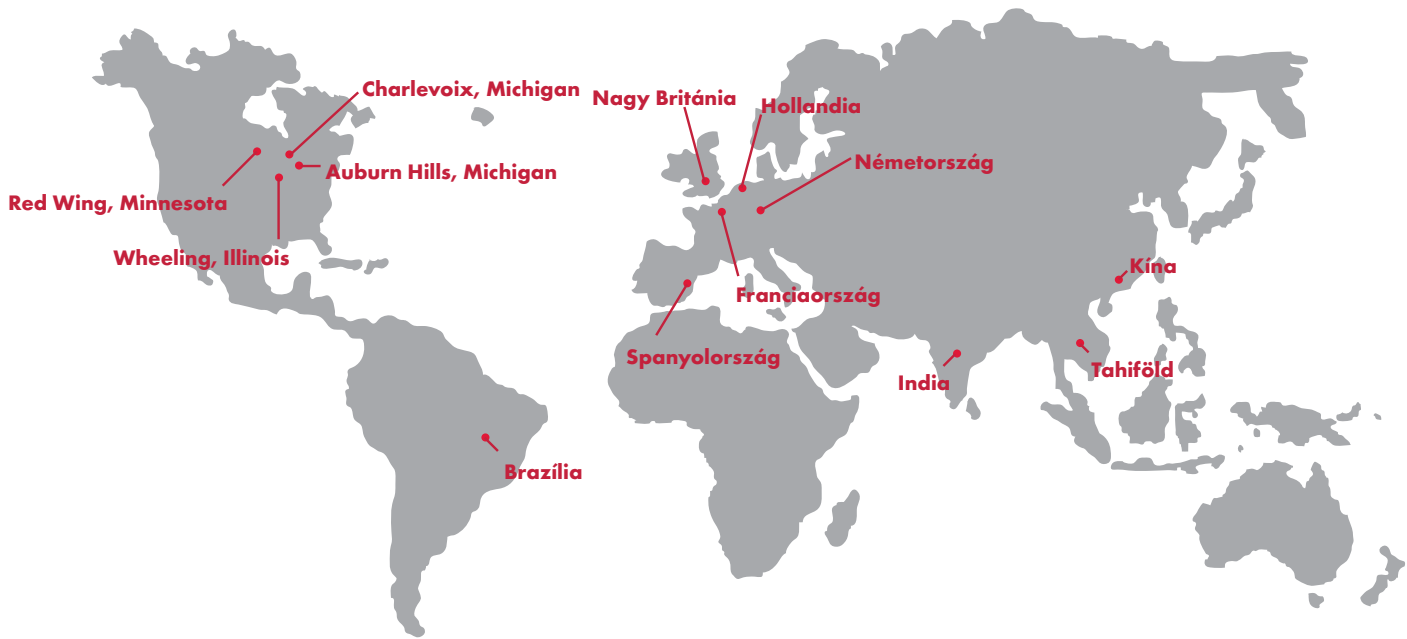 Charlevoix, Michigan
Nagy Británia
Hollandia
Németország
Auburn Hills, Michigan
Red Wing, Minnesota
Wheeling, Illinois
Kína
Franciaország
Spanyolország
Tahiföld
India
Brazília